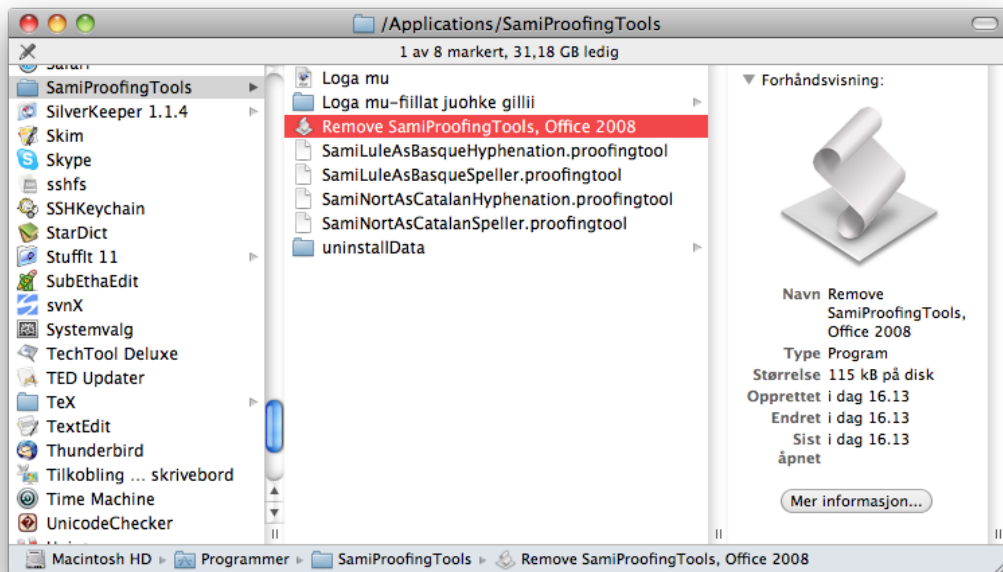 /Applications/SamiProofingTools
1 av 8 markert, 31,18 GB ledig
Safari
SamiProofingTools
SilverKeeper 1.1.4
Skim
Skype
sshfs
SSHKeychain
StarDict
StuffIt 11
SubEthaEdit
svnX
Systemvalg
TechTool Deluxe
TED Updater
TeX
TextEdit
Thunderbird
Tilkobling ... skrivebord
Time Machine
UnicodeChecker
Loga mu
Loga mu-fiillat juohke gillii
Remove SamiProofingTools, Office 2008
SamiLuleAsBasqueHyphenation.proofingtool
SamiLuleAsBasqueSpeller.proofingtool
SamiNortAsCatalanHyphenation.proofingtool
SamiNortAsCatalanSpeller.proofingtool
uninstallData
Forhåndsvisning:
Navn Remove
SamiProofingTools,
Office 2008
Type Program
Størrelse 115 kB på disk
Opprettet i dag 16.13
Endret i dag 16.13
Sist i dag 16.13
åpnet
Mer informasjon...
Macintosh HD Programmer SamiProofingTools Remove SamiProofingTools, Office 2008